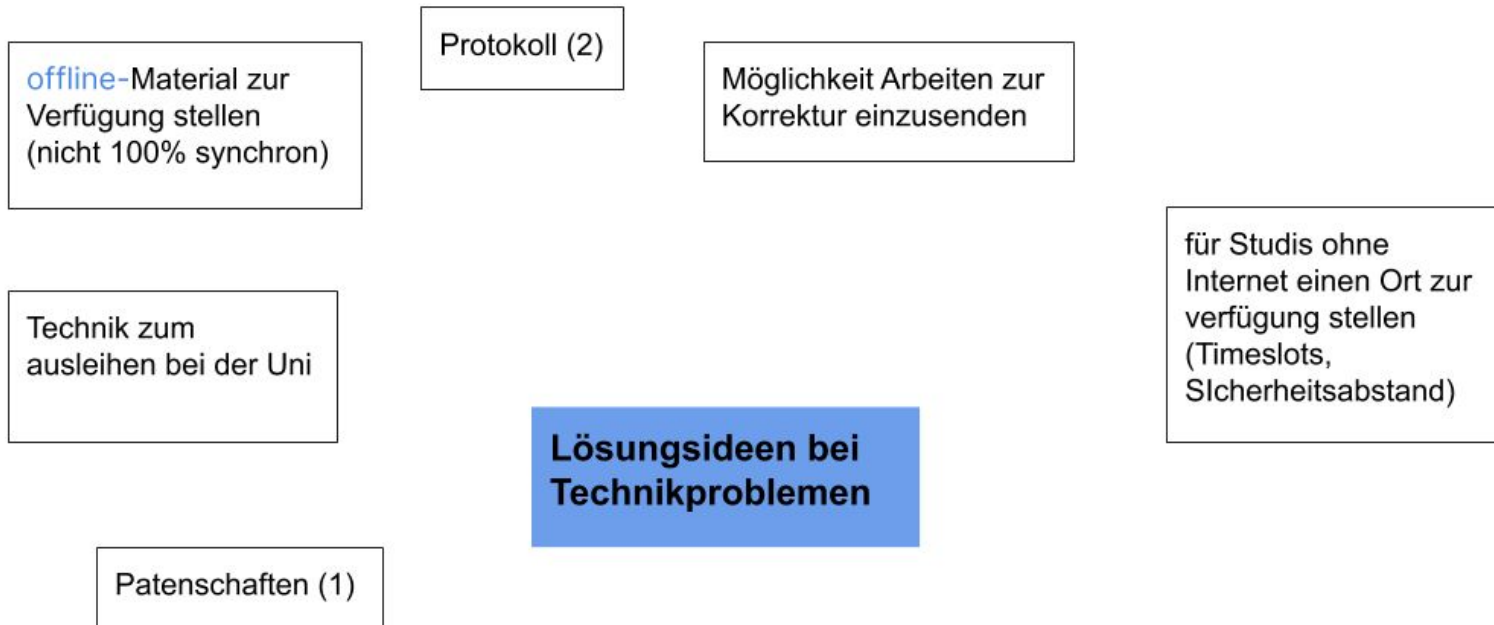 Protokoll (2)
offline-Material zur
Verfügung stellen
(nicht 100% synchron)
Möglichkeit Arbeiten zur
Korrektur einzusenden
für Studis ohne
Internet einen Ort zur
verfügung stellen
(Timeslots,
SIcherheitsabstand)
Technik zum
ausleihen bei der Uni
Lösungsideen bei
Technikproblemen
Patenschaften (1)